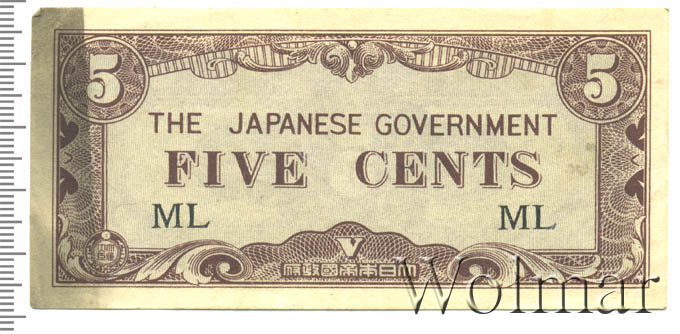 5 5
THE JAPANESE GOVERNMENT
FIVE CENTS
ML ML
V
大日本帝國政府
Wolmar